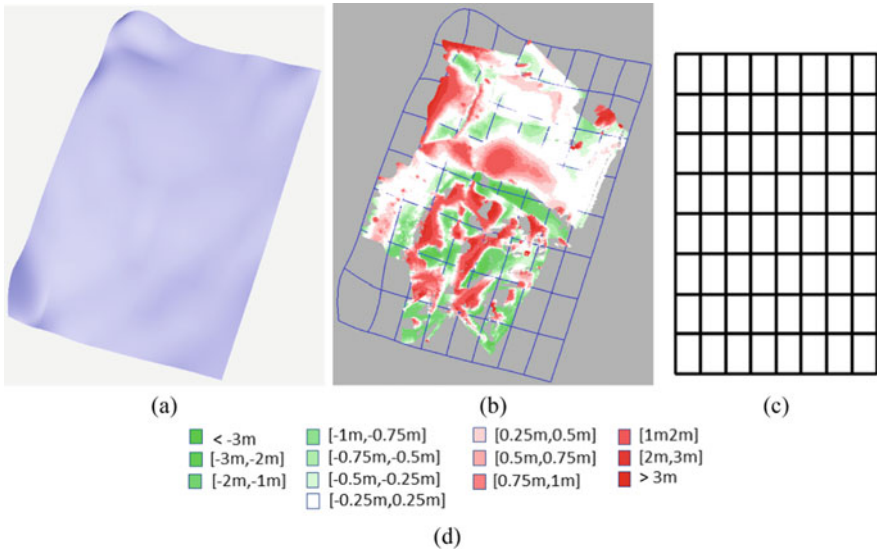 (a)
(b)
(c)
< -3m
[-3m,-2m]
[-2m,-1m]
[-1m,-0.75m]
[-0.75m,-0.5m]
[-0.5m,-0.25m]
[-0.25m,0.25m]
[0.25m,0.5m]
[0.5m,0.75m]
[0.75m,1m]
[1m2m]
[2m,3m]
> 3m
(d)